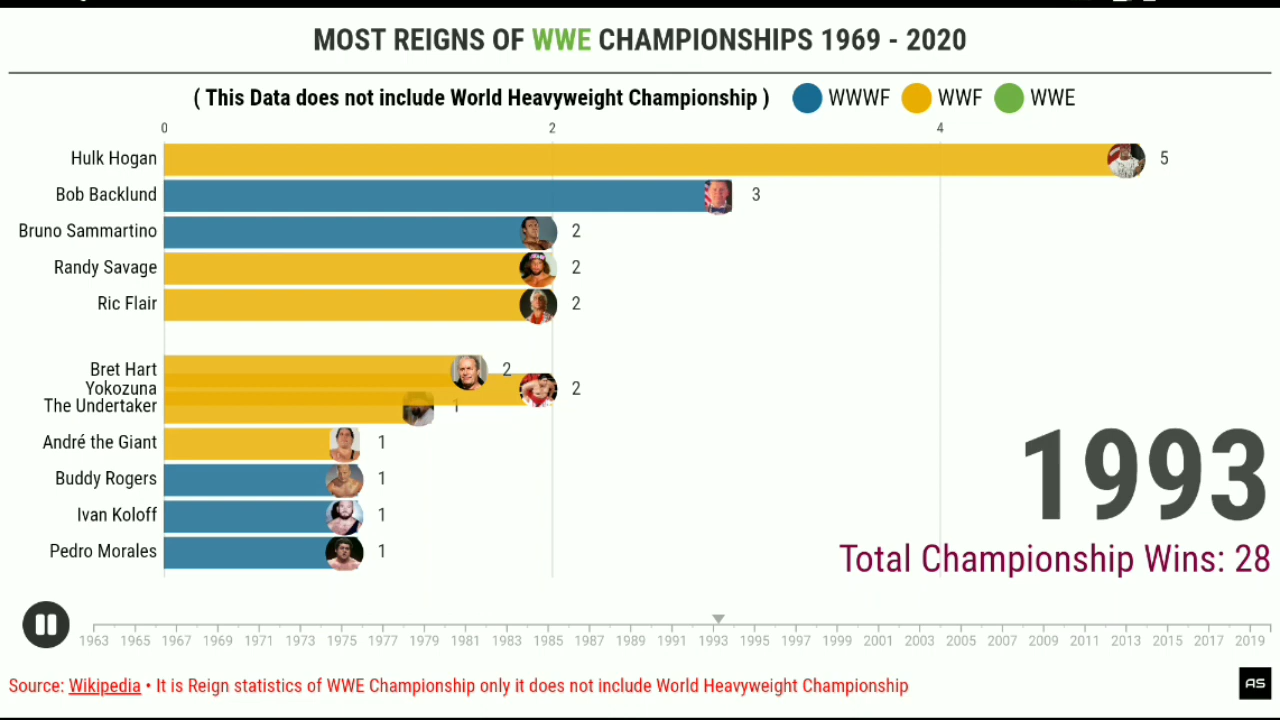 MOST REIGNS OF WWE CHAMPIONSHIPS 1969 - 2020
( This Data does not include World Heavyweight Championship ) WWWF WWF WWE
0 2 4
Hulk Hogan 5
Bob Backlund 3
Bruno Sammartino 2
Randy Savage 2
Ric Flair 2
Bret Hart 2
Yokozuna 2
The Undertaker 1
André the Giant 1
Buddy Rogers 1
Ivan Koloff 1
Pedro Morales 1
1993
Total Championship Wins: 28
1963 1965 1967 1969 1971 1973 1975 1977 1979 1981 1983 1985 1987 1989 1991 1993 1995 1997 1999 2001 2003 2005 2007 2009 2011 2013 2015 2017 2019
Source: Wikipedia • It is Reign statistics of WWE Championship only it does not include World Heavyweight Championship
AS